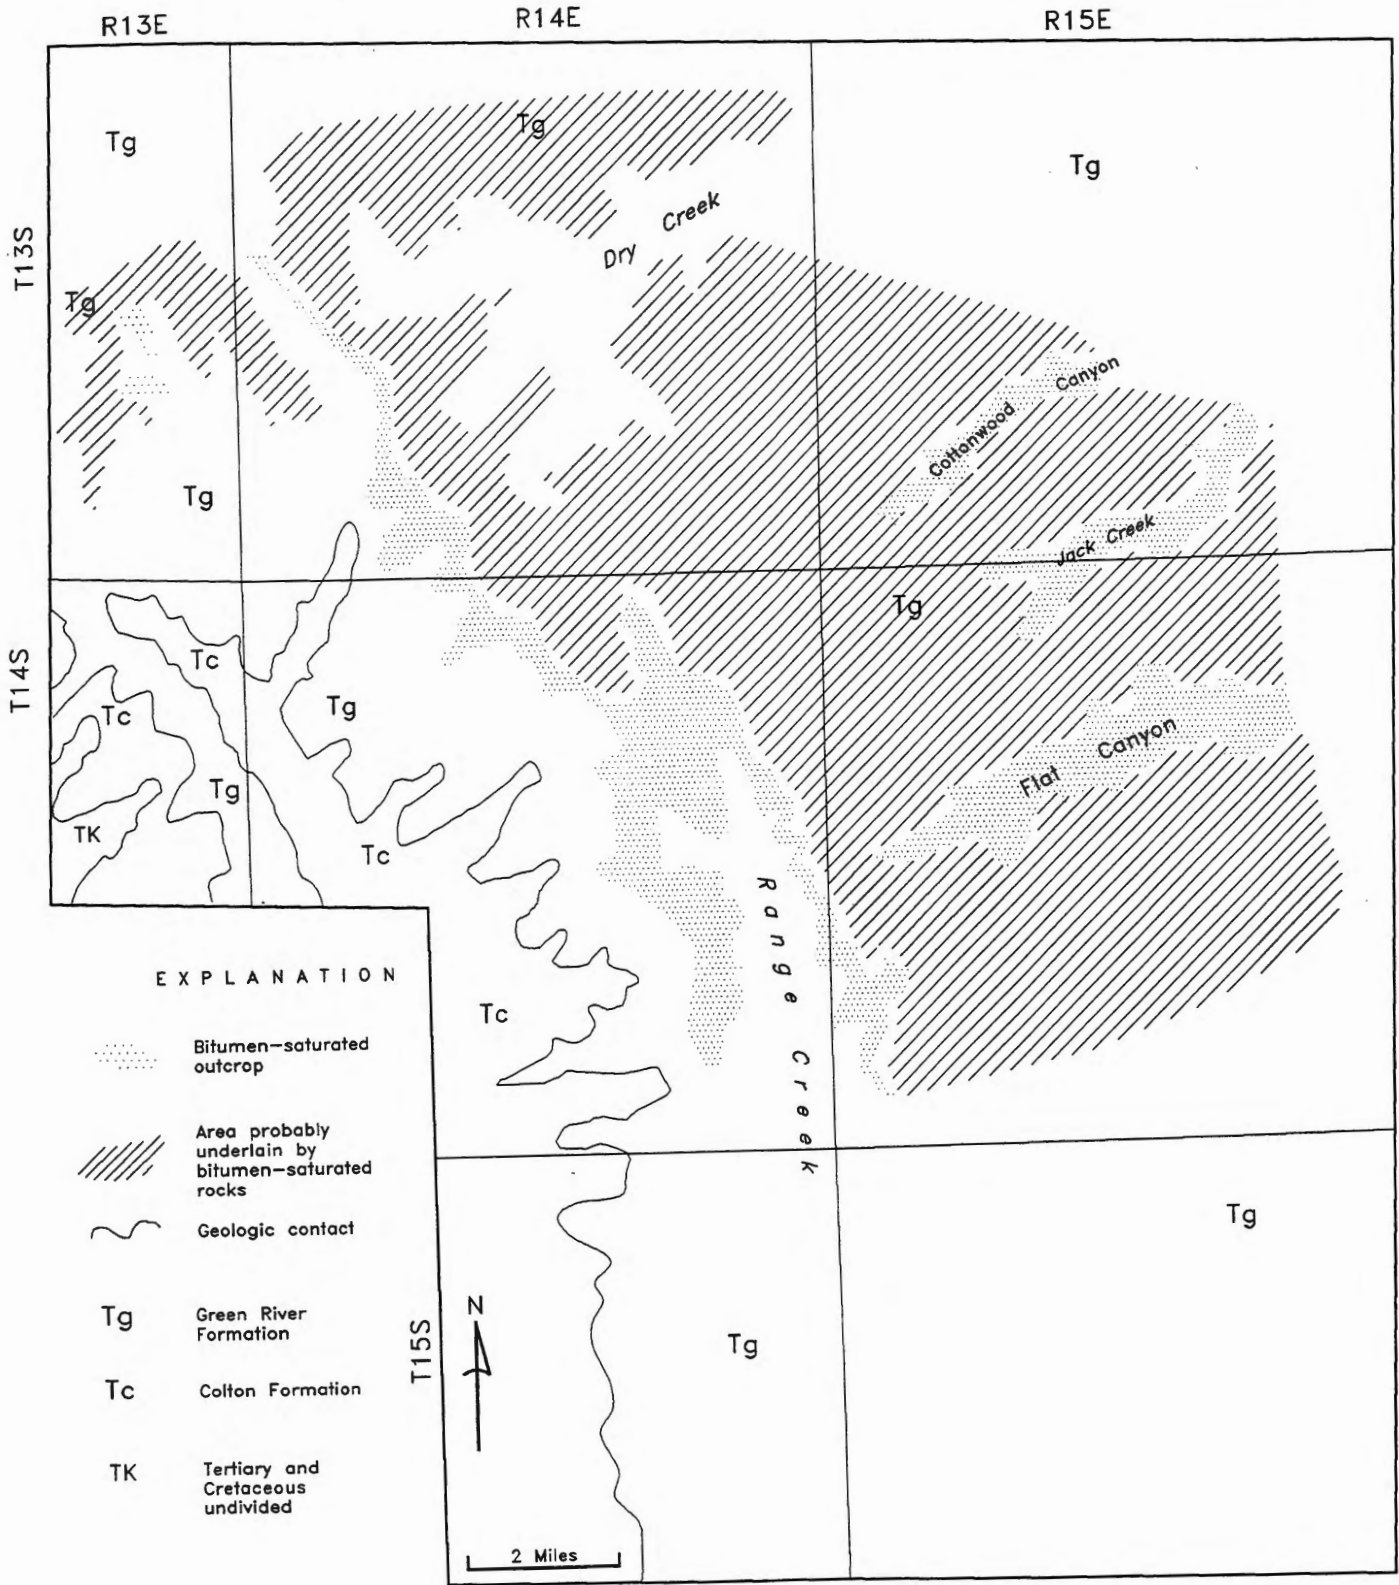 R13E R14E R15E
Tg
Tg
Tg
Dry Creek
T13S
Tg
Cottonwood Canyon
Tg
Jack Creek
Tg
T14S
Tc
Tg
Tc
Flat Canyon
Tg
TK
Tc
Range Creek
Tc
EXPLANATION
Bitumen-saturated
outcrop
Area probably
underlain by
bitumen-saturated
rocks
Geologic contact
Tg
Green River
Formation
Tc
Colton Formation
TK
Tertiary and
Cretaceous
undivided
Tg
N
T15S
Tg
2 Miles